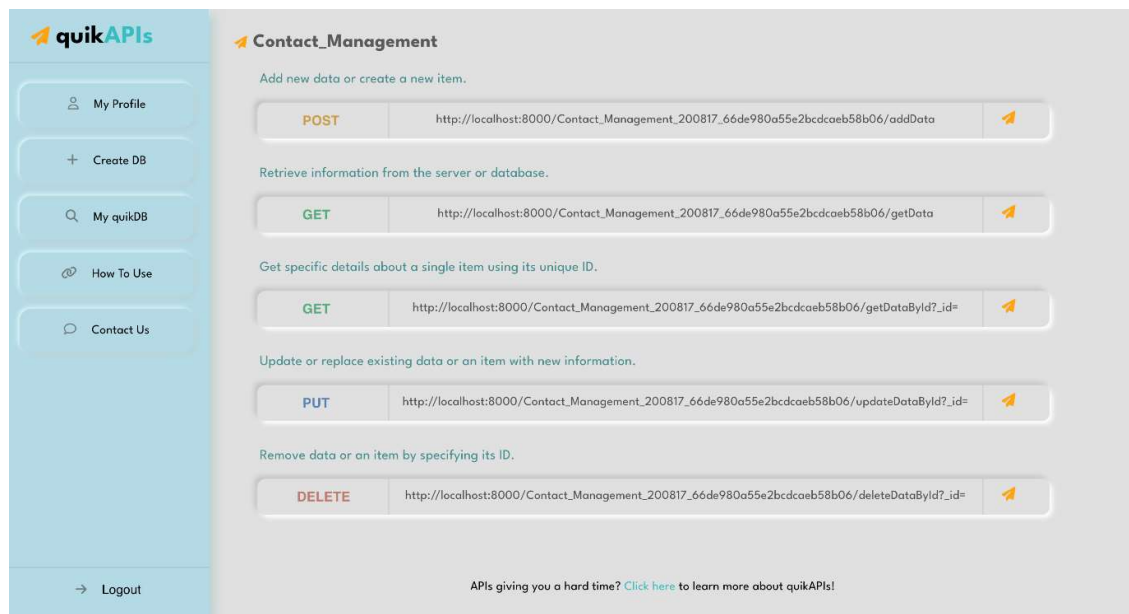 quikAPIs
My Profile
Create DB
My quikDB
How To Use
Contact Us
Logout
Contact_Management
Add new data or create a new item.
POST http://localhost:8000/Contact_Management_200817_66de980a55e2bcdcaeb58b06/addData
Retrieve information from the server or database.
GET http://localhost:8000/Contact_Management_200817_66de980a55e2bcdcaeb58b06/getData
Get specific details about a single item using its unique ID.
GET http://localhost:8000/Contact_Management_200817_66de980a55e2bcdcaeb58b06/getDataById?_id=
Update or replace existing data or an item with new information.
PUT http://localhost:8000/Contact_Management_200817_66de980a55e2bcdcaeb58b06/updateDataById?_id=
Remove data or an item by specifying its ID.
DELETE http://localhost:8000/Contact_Management_200817_66de980a55e2bcdcaeb58b06/deleteDataById?_id=
APIs giving you a hard time? Click here to learn more about quikAPIs!